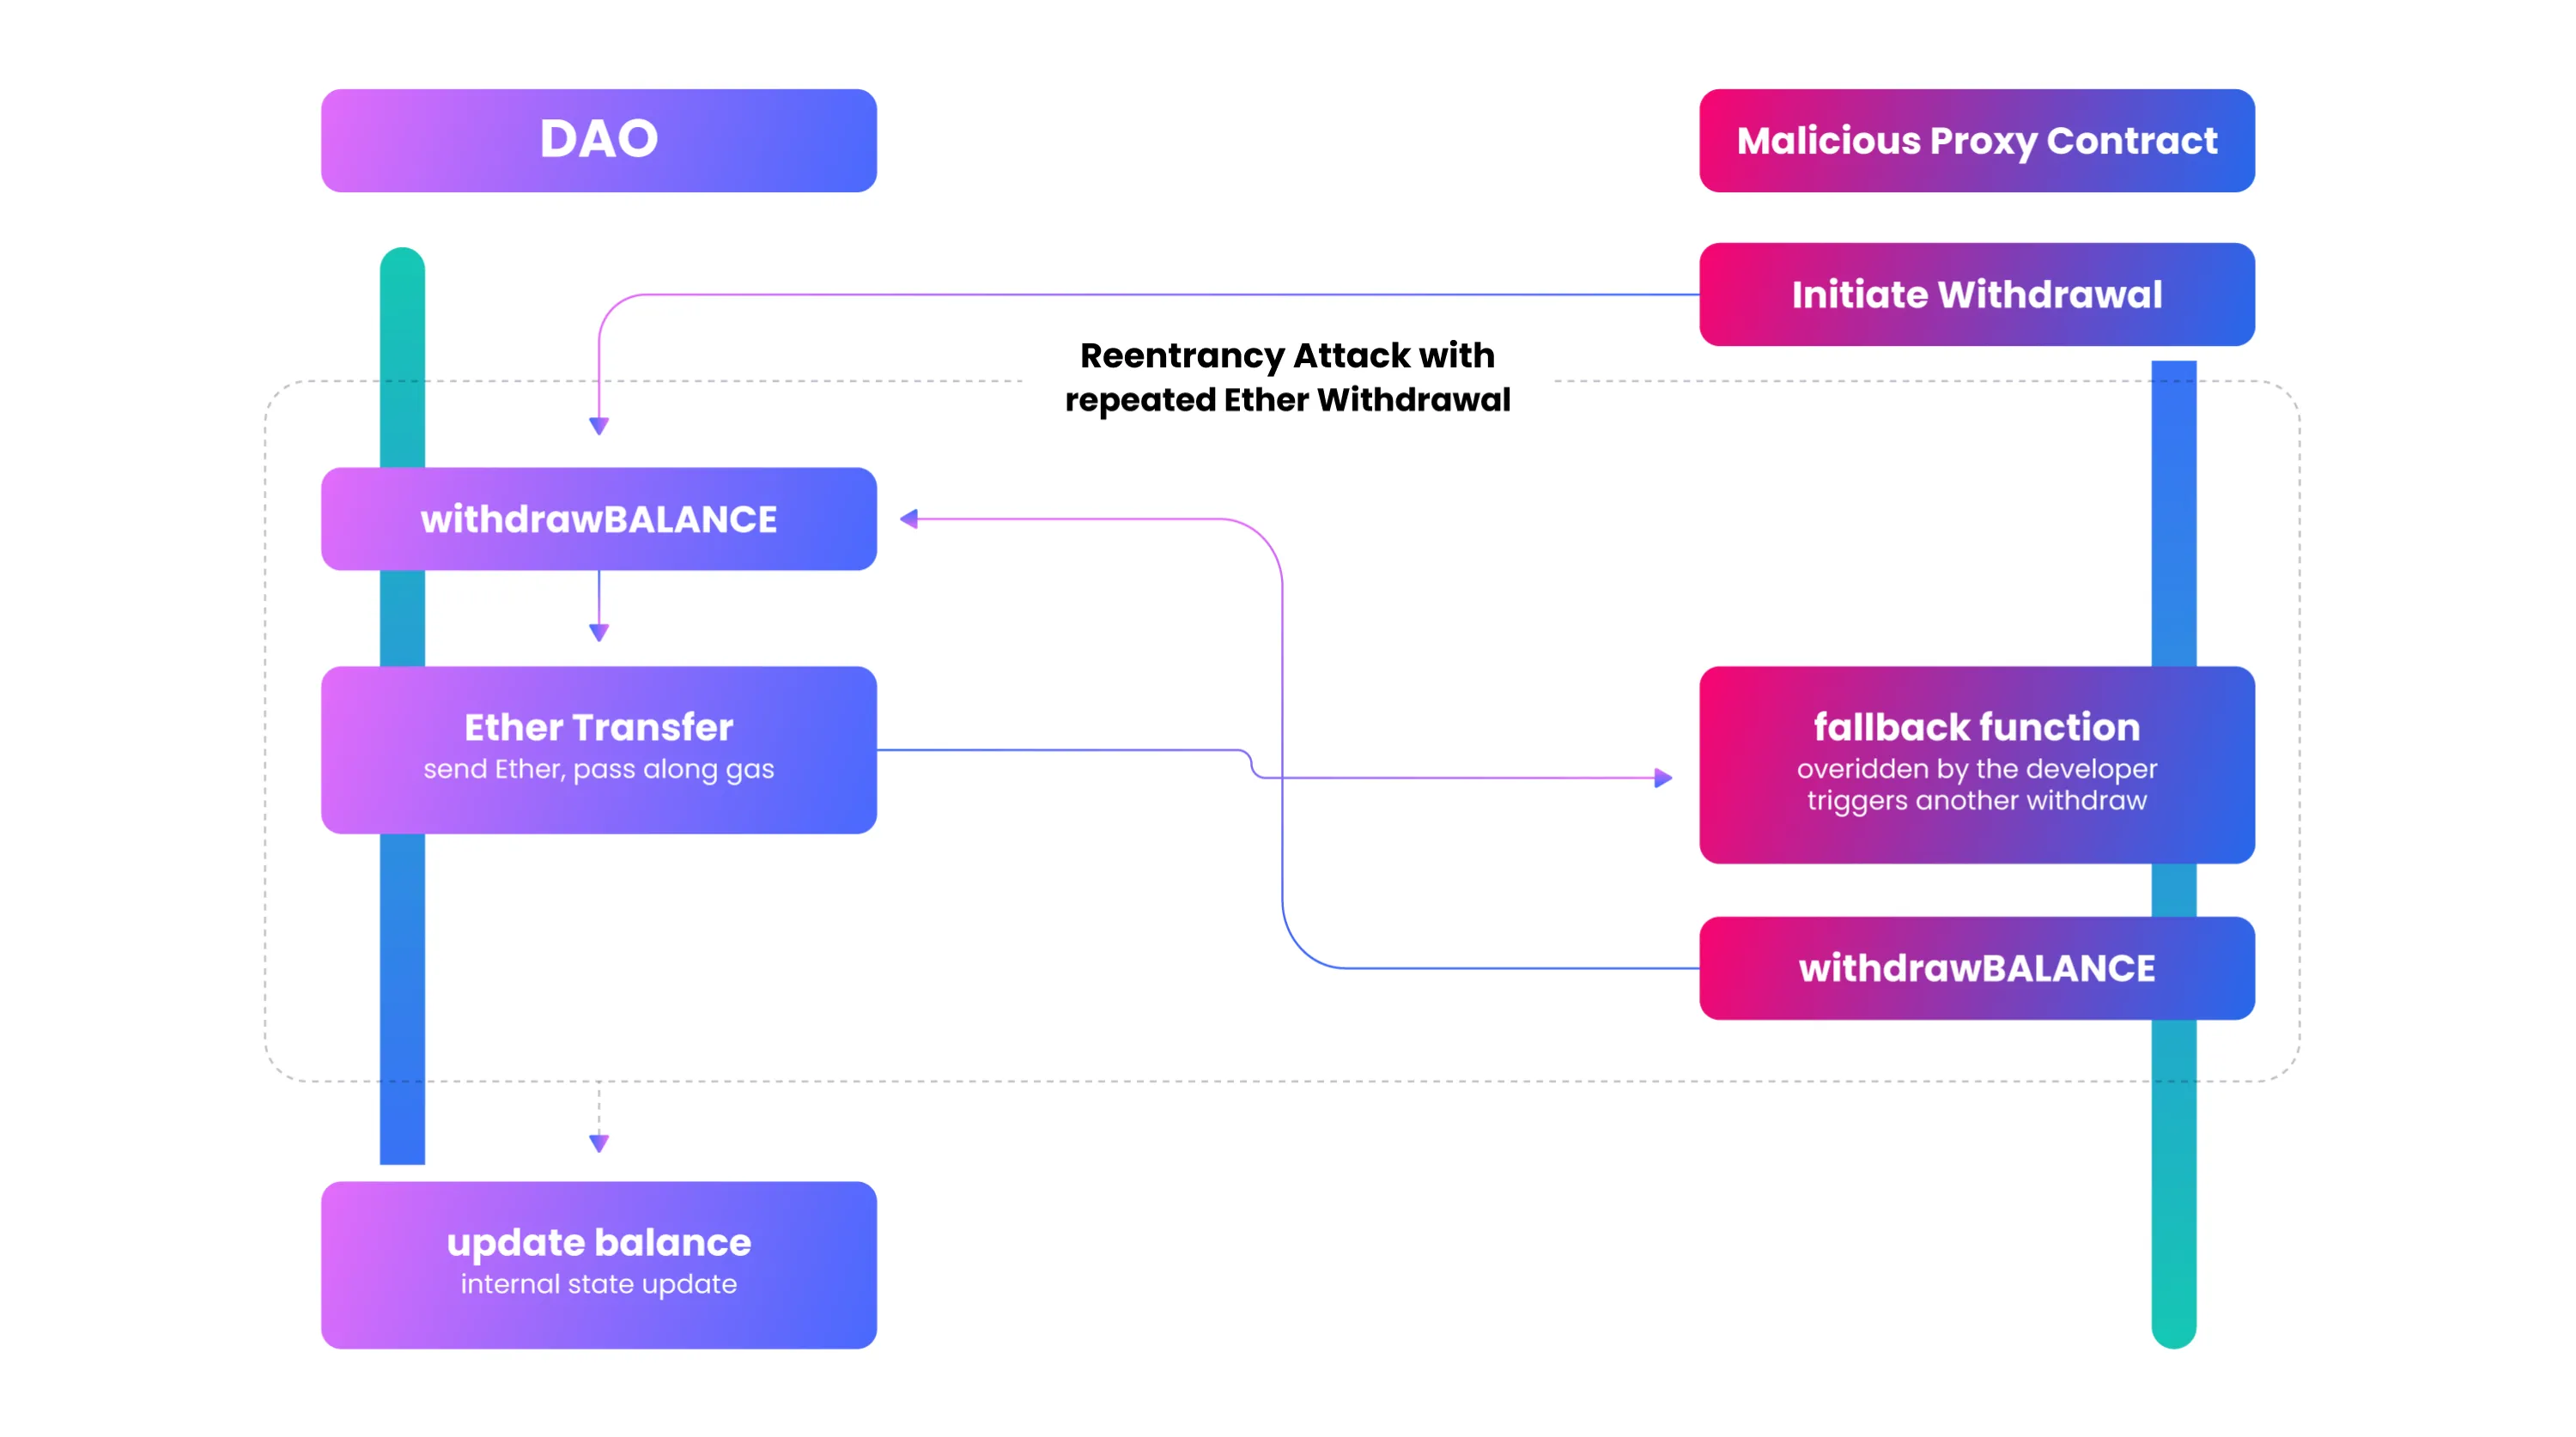 DAO
Malicious Proxy Contract
Initiate Withdrawal
Reentrancy Attack with
repeated Ether Withdrawal
withdrawBALANCE
Ether Transfer
send Ether, pass along gas
fallback function
overidden by the developer
triggers another withdraw
withdrawBALANCE
update balance
internal state update